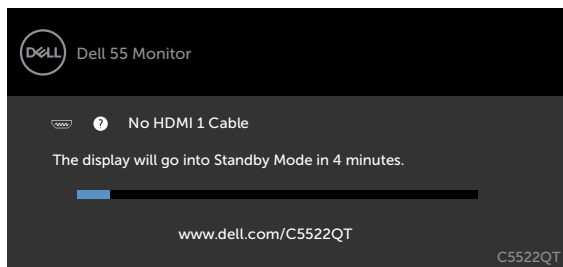 DELL
Dell 55 Monitor
? No HDMI 1 Cable
The display will go into Standby Mode in 4 minutes.
www.dell.com/C5522QT
C5522QT